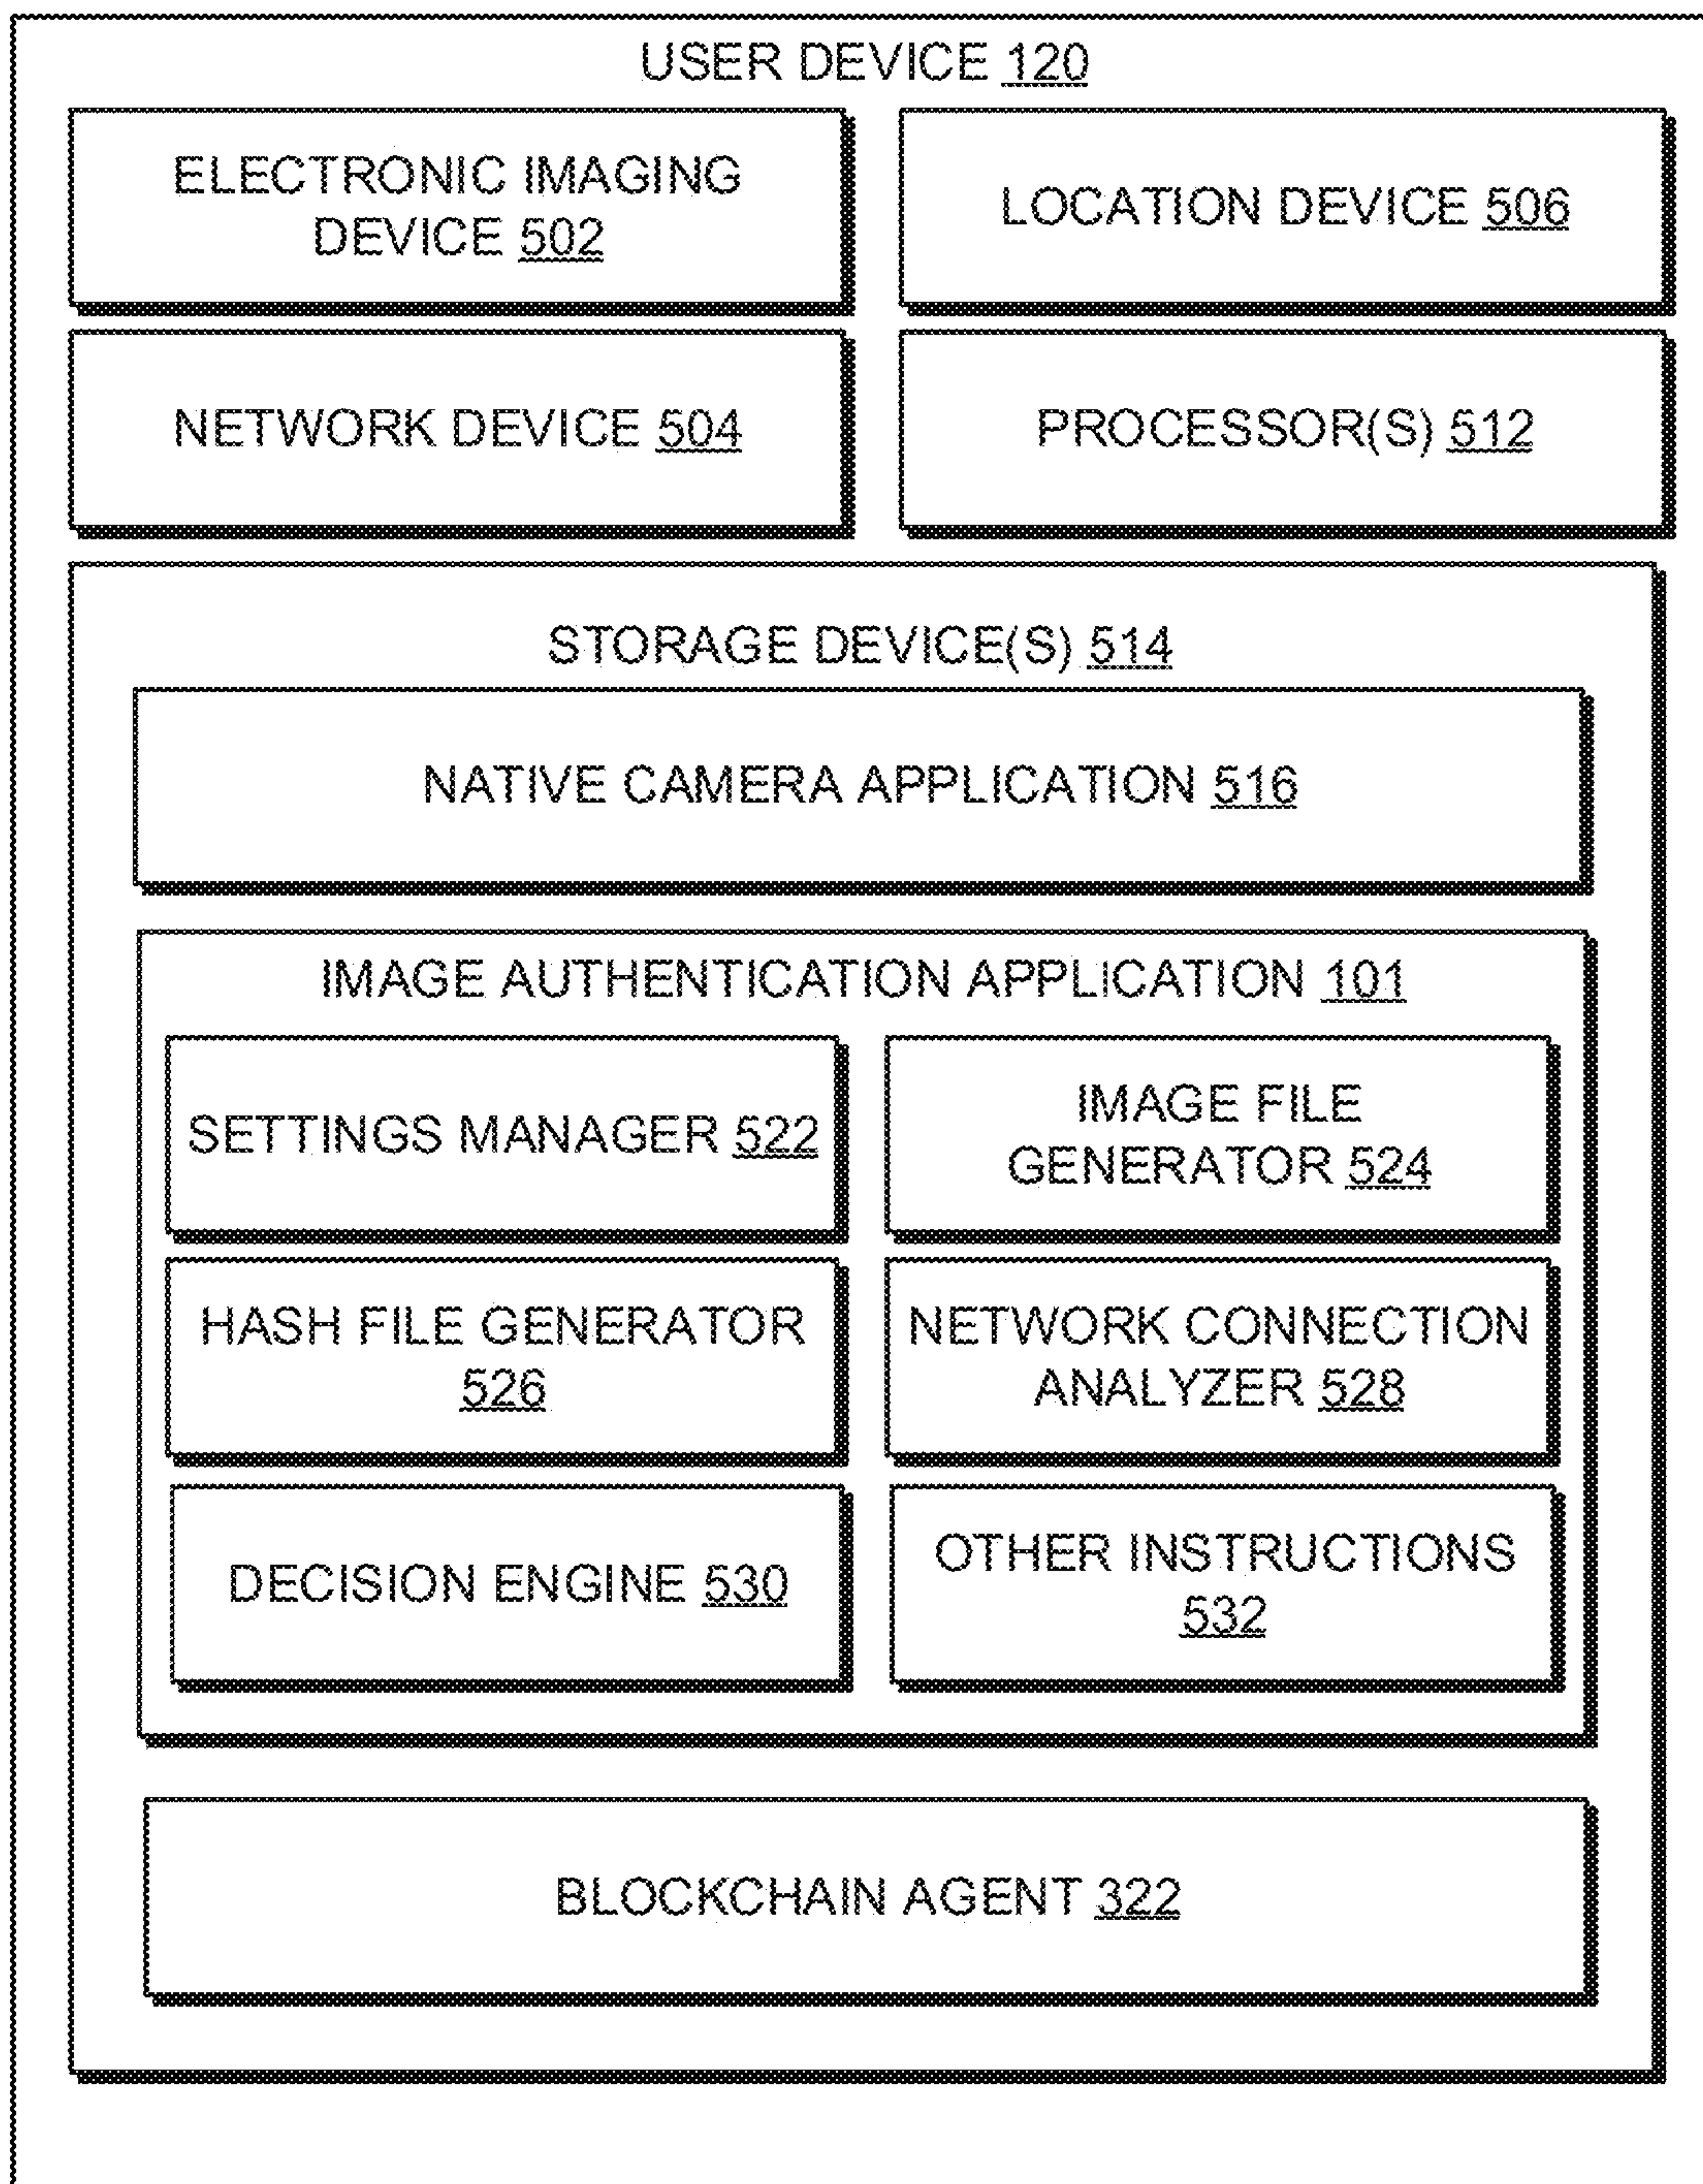 USER DEVICE 120
ELECTRONIC IMAGING
DEVICE 502
LOCATION DEVICE 506
NETWORK DEVICE 504
PROCESSOR(S) 512
STORAGE DEVICE(S) 514
NATIVE CAMERA APPLICATION 516
IMAGE AUTHENTICATION APPLICATION 101
SETTINGS MANAGER 522
IMAGE FILE
GENERATOR 524
HASH FILE GENERATOR
526
NETWORK CONNECTION
ANALYZER 528
DECISION ENGINE 530
OTHER INSTRUCTIONS
532
BLOCKCHAIN AGENT 322